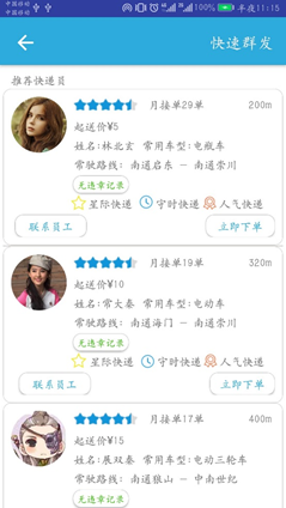 中国移动
中国移动
100% 半夜11:15
快速群发
推荐快递员
月接单29单 200m
起送价¥5
姓名:林北玄 常用车型:电瓶车
常驶路线: 南通启东 — 南通崇川
无违章记录
星际快递 守时快递 人气快递
联系员工 立即下单
月接单19单 320m
起送价¥10
姓名:常大秦 常用车型:电动车
常驶路线: 南通海门 — 南通崇川
无违章记录
星际快递 守时快递 人气快递
联系员工 立即下单
月接单17单 400m
起送价¥15
姓名:展双秦 常用车型:电动三轮车
常驶路线: 南通狼山 — 中南世纪
无违章记录